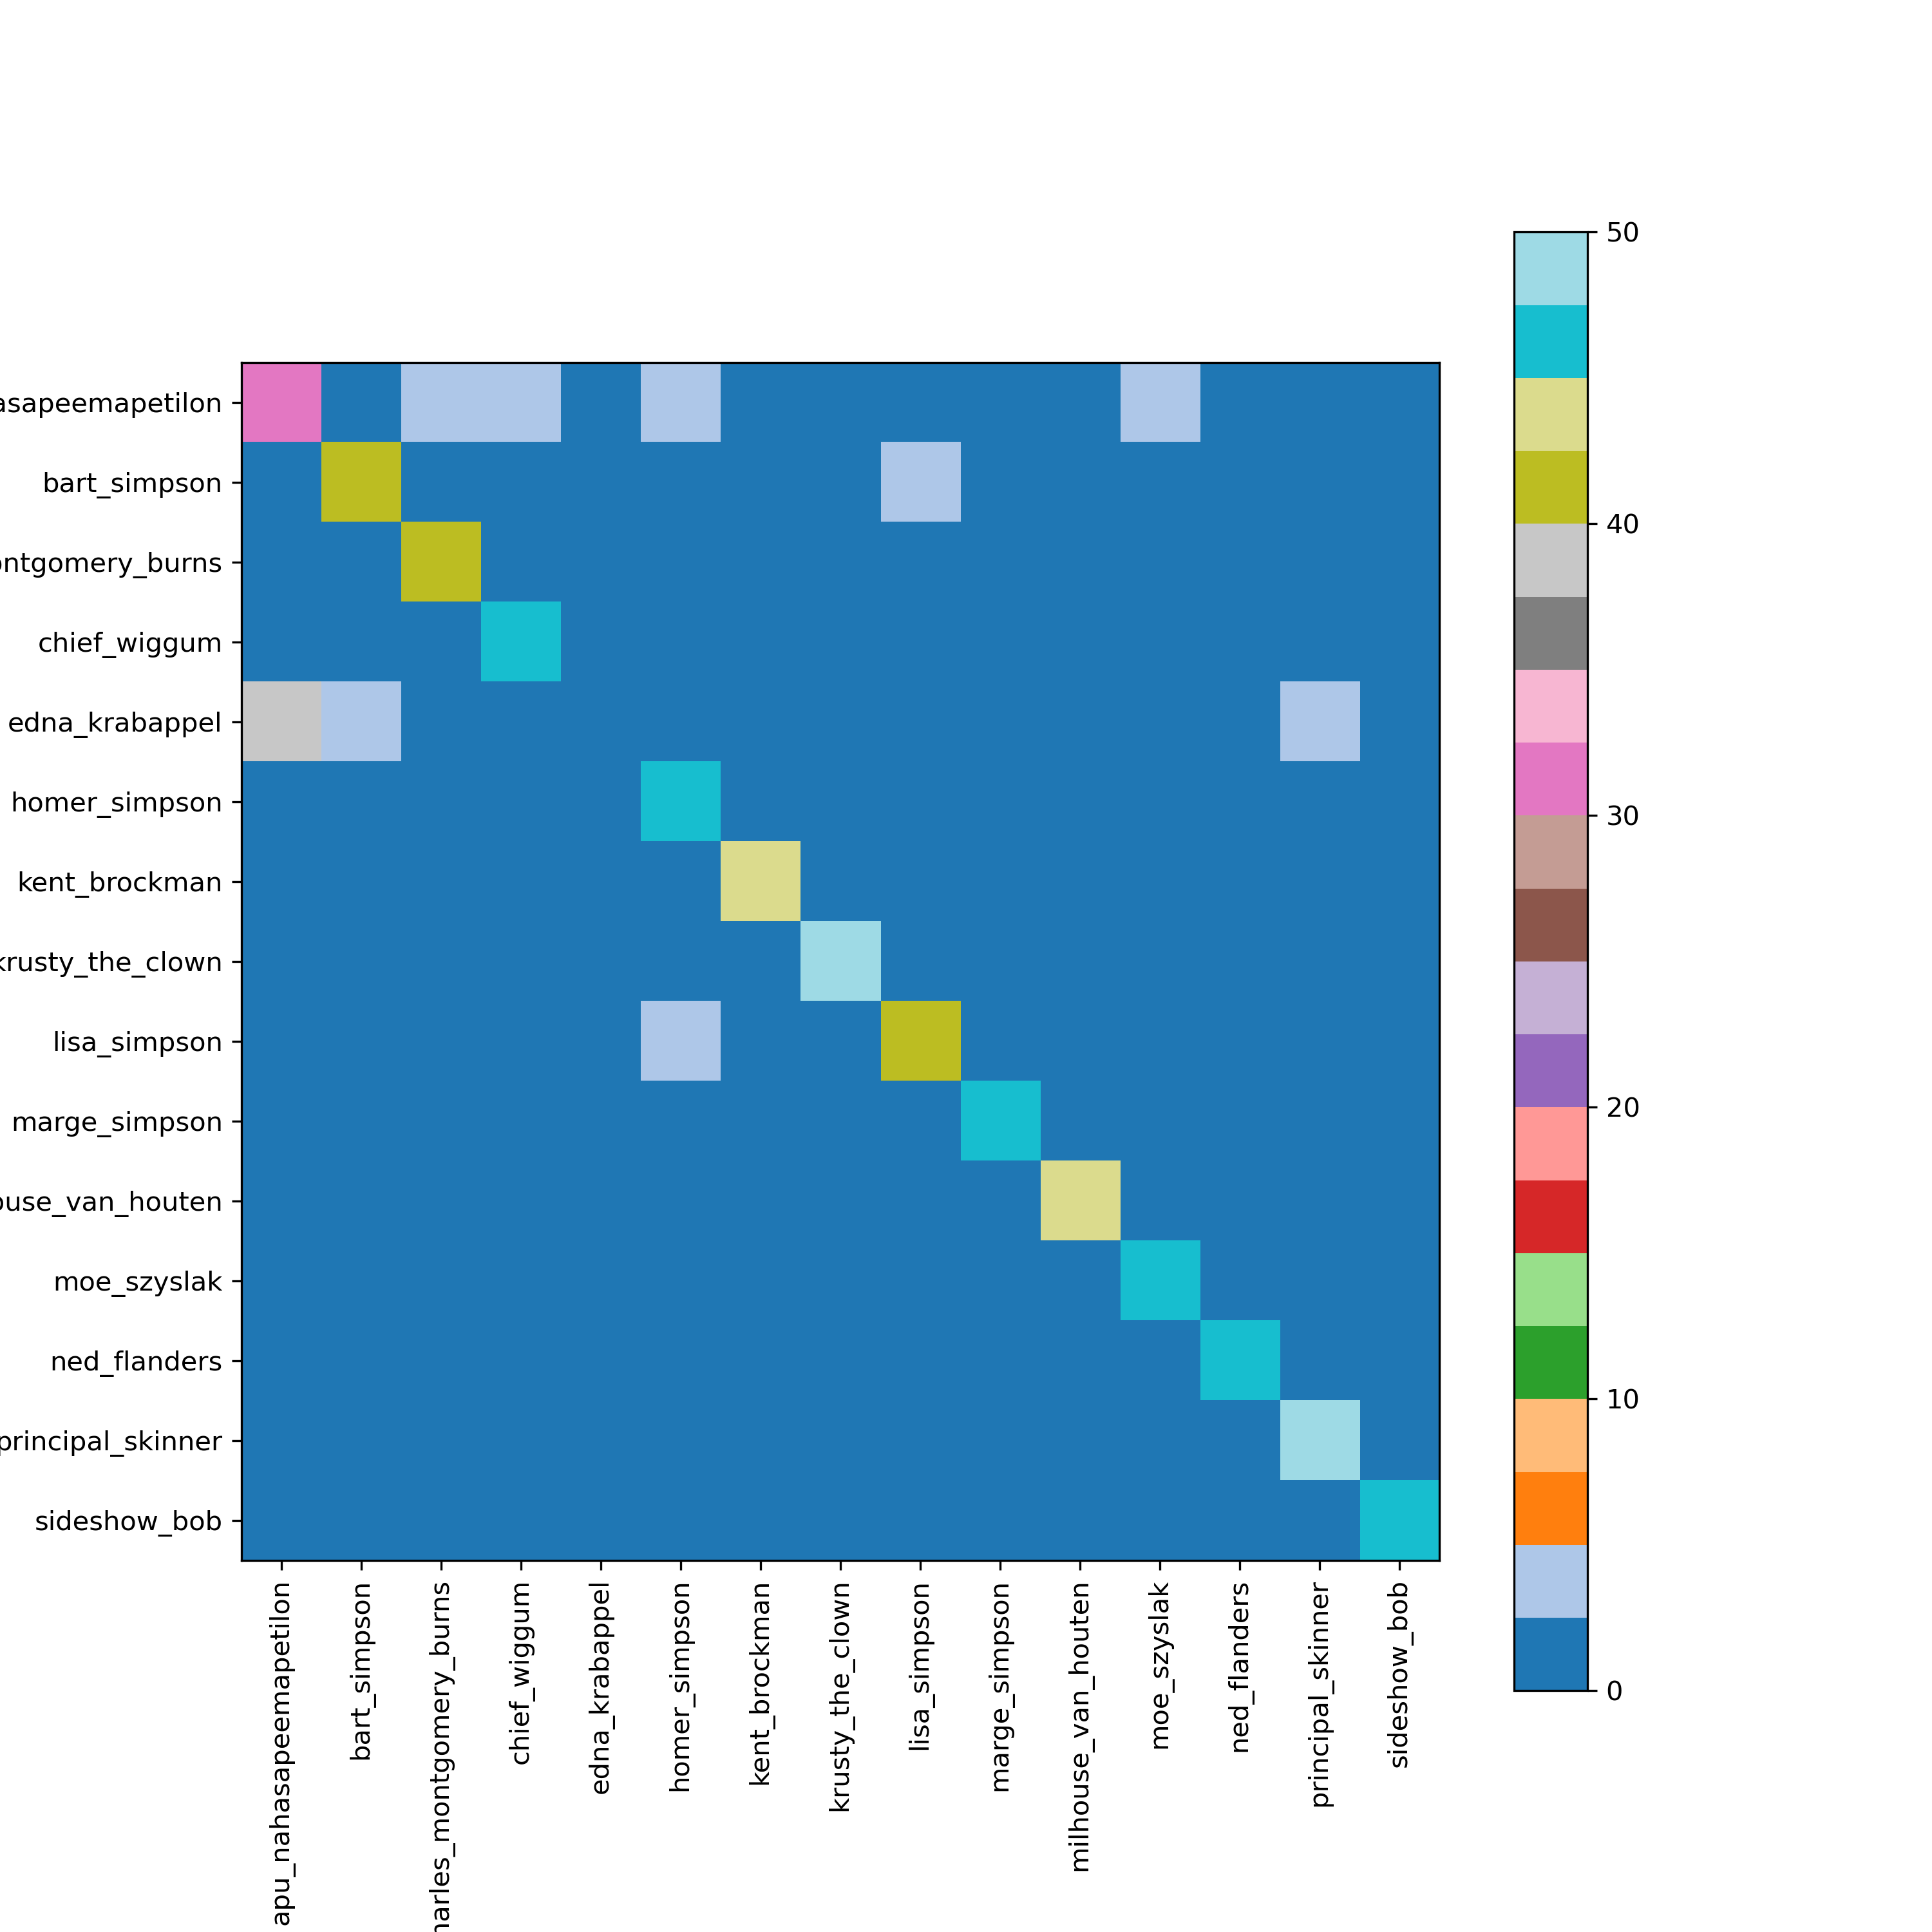 asapeemapetilon
bart_simpson
ontgomery_burns
chief_wiggum
edna_krabappel
homer_simpson
kent_brockman
krusty_the_clown
lisa_simpson
marge_simpson
ouse_van_houten
moe_szyslak
ned_flanders
principal_skinner
sideshow_bob
apu_nahasapeemapetilon
bart_simpson
harles_montgomery_burns
chief_wiggum
edna_krabappel
homer_simpson
kent_brockman
krusty_the_clown
lisa_simpson
marge_simpson
milhouse_van_houten
moe_szyslak
ned_flanders
principal_skinner
sideshow_bob
50
40
30
20
10
0